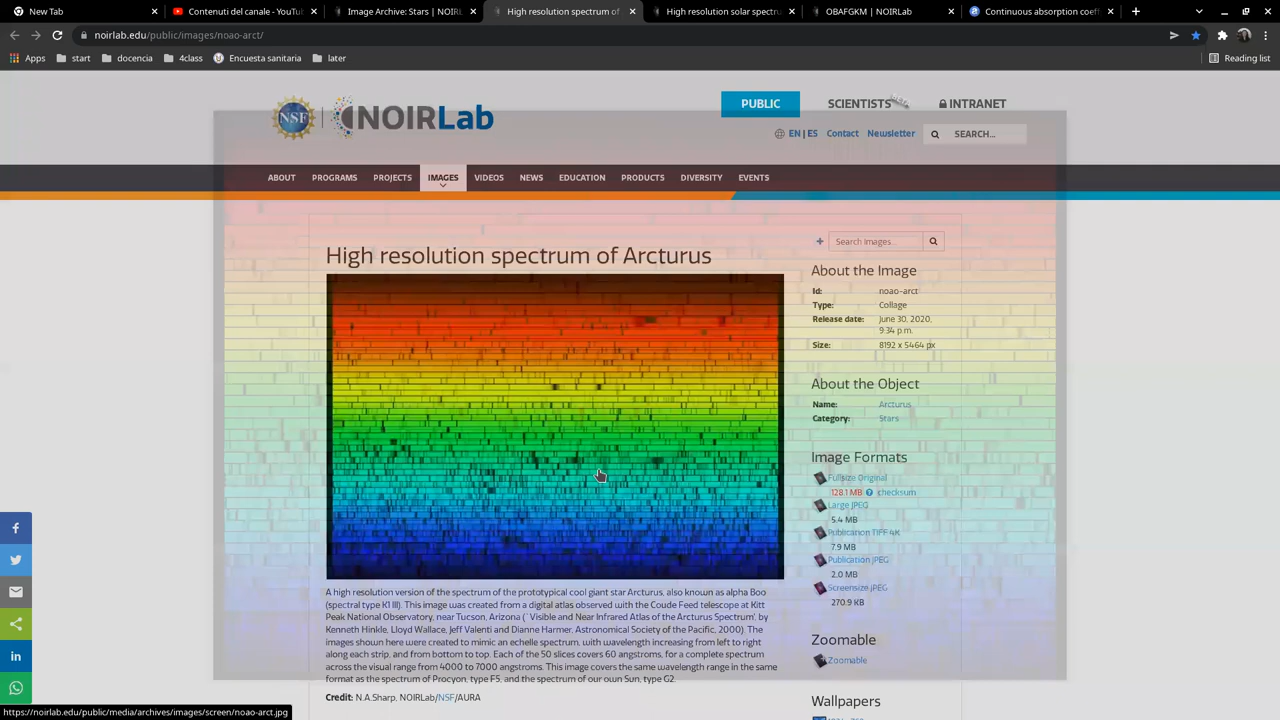 New Tab
Contenuti del canale - YouTu
Image Archive: Stars | NOIRL
High resolution spectrum of
High resolution solar spectru
OBAFGKM | NOIRLab
Continuous absorption coeff
noirlab.edu/public/images/noao-arct/
Apps start docencia 4class Encuesta sanitaria later Reading list
NSF NOIRLab
PUBLIC SCIENTISTS INTRANET
EN | ES Contact Newsletter SEARCH...
ABOUT PROGRAMS PROJECTS IMAGES VIDEOS NEWS EDUCATION PRODUCTS DIVERSITY EVENTS
High resolution spectrum of Arcturus
A high resolution version of the spectrum of the prototypical cool giant star Arcturus, also known as alpha Boo
(spectral type K1 III). This image was created from a digital atlas observed with the Coude Feed telescope at Kitt
Peak National Observatory, near Tucson, Arizona (``Visible and Near Infrared Atlas of the Arcturus Spectrum', by
Kenneth Hinkle, Lloyd Wallace, Jeff Valenti and Dianne Harmer, Astronomical Society of the Pacific, 2000). The
images shown here were created to mimic an echelle spectrum, with wavelength increasing from left to right
along each strip, and from bottom to top. Each of the 50 slices covers 60 angstroms, for a complete spectrum
across the visual range from 4000 to 7000 angstroms. This image covers the same wavelength range in the same
format as the spectrum of Procyon, type F5, and the spectrum of our own Sun, type G2.
Credit: N.A.Sharp, NOIRLab/NSF/AURA
Search Images...
About the Image
Id: noao-arct
Type: Collage
Release date: June 30, 2020,
9:34 p.m.
Size: 8192 x 5464 px
About the Object
Name: Arcturus
Category: Stars
Image Formats
Fullsize Original
128.1 MB checksum
Large JPEG
5.4 MB
Publication TIFF 4K
7.9 MB
Publication JPEG
2.0 MB
Screensize JPEG
270.9 KB
Zoomable
Zoomable
Wallpapers
https://noirlab.edu/public/media/archives/images/screen/noao-arct.jpg